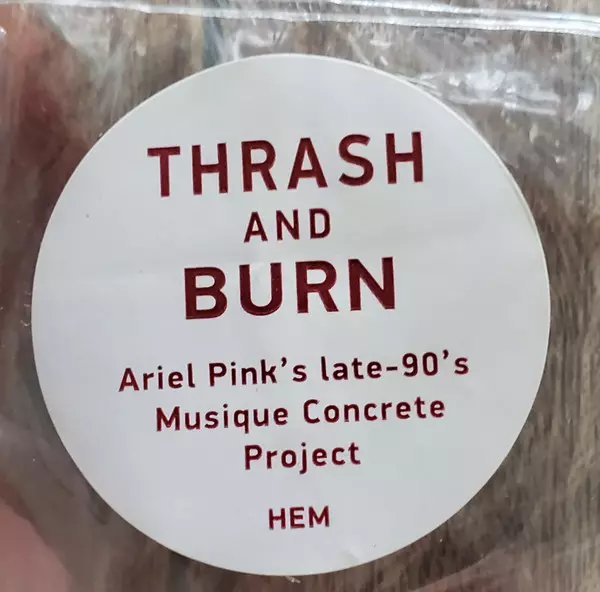 THRASH
AND
BURN
Ariel Pink's late-90's
Musique Concrete
Project
HEM